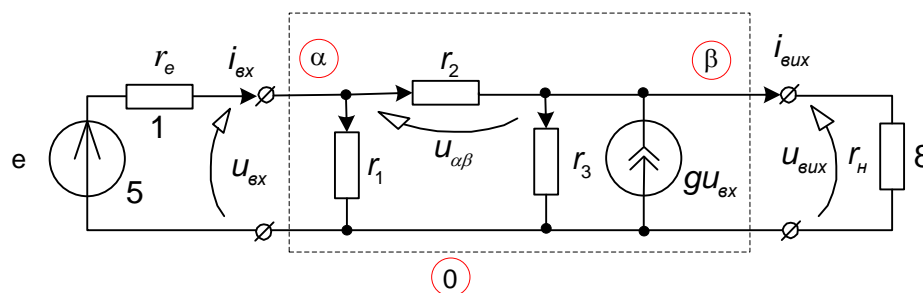 r_e
i_вх
α
r_2
β
i_вих
1
e
5
u_вх
r_1
u_αβ
r_3
gu_вх
u_вих
r_н
8
0